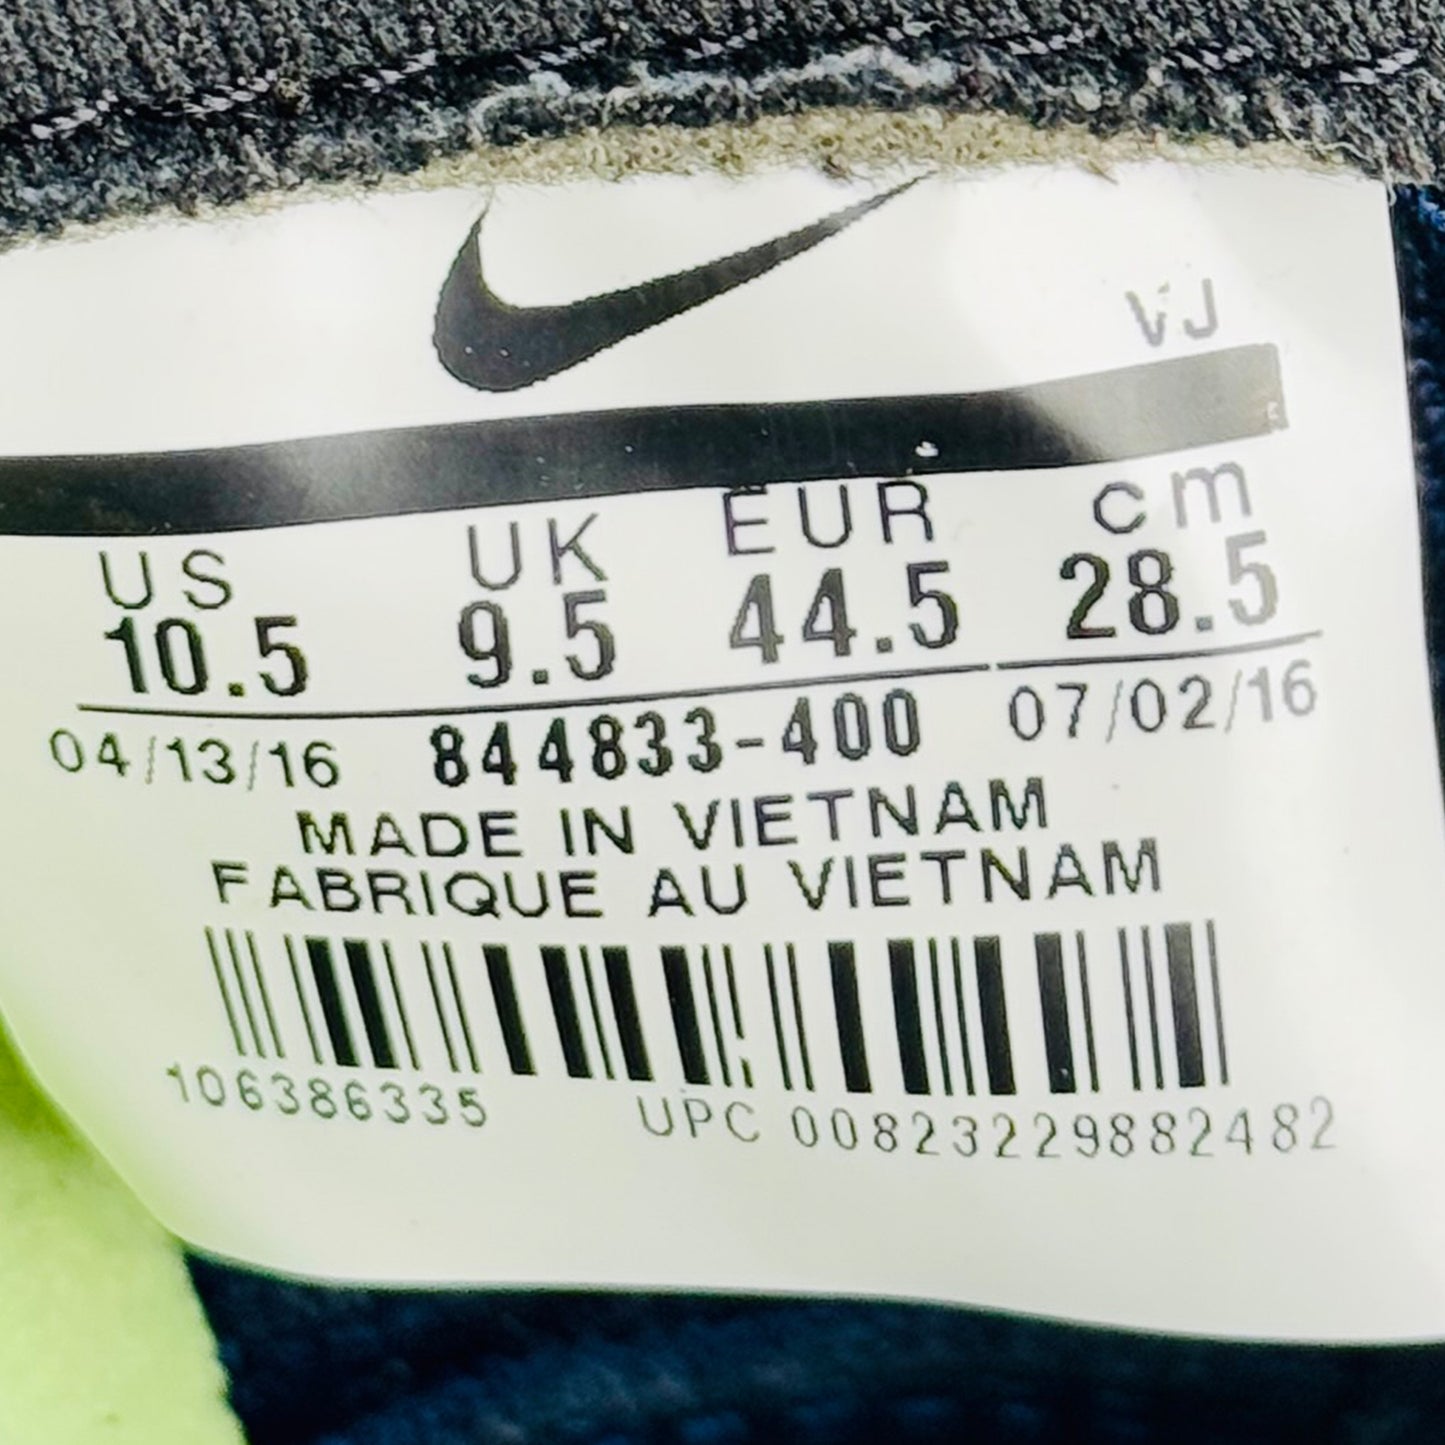 VJ
US UK EUR cm
10.5 9.5 44.5 28.5
04/13/16 844833-400 07/02/16
MADE IN VIETNAM
FABRIQUE AU VIETNAM
106386335 UPC 00823229882482